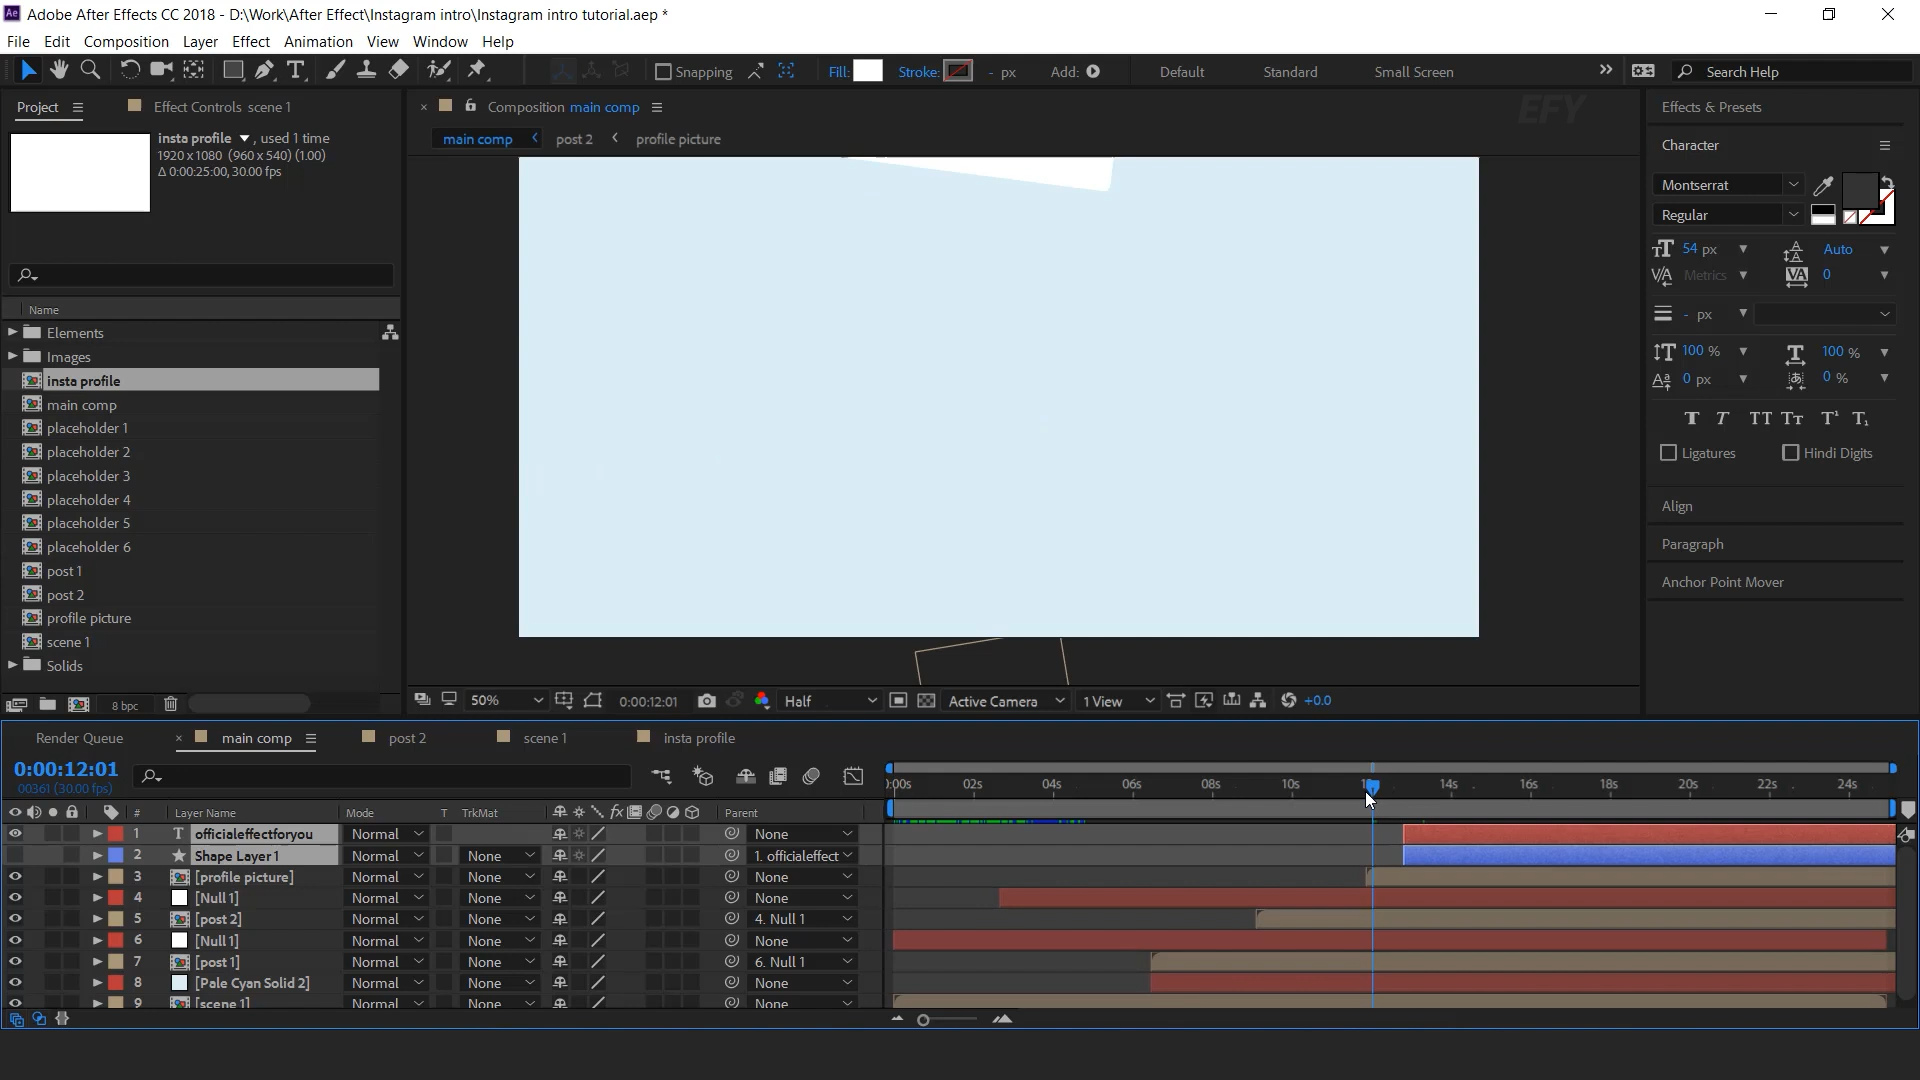 Adobe After Effects CC 2018 - D:\Work\After Effect\Instagram intro\Instagram intro tutorial.aep *
File Edit Composition Layer Effect Animation View Window Help
Snapping Fill: Stroke: - px Add: Default Standard Small Screen Search Help
Project Effect Controls scene 1
insta profile , used 1 time
1920 x 1080 (960 x 540) (1.00)
Δ 0:00:25:00, 30.00 fps
Name
Elements
Images
insta profile
main comp
placeholder 1
placeholder 2
placeholder 3
placeholder 4
placeholder 5
placeholder 6
post 1
post 2
profile picture
scene 1
Solids
8 bpc
Composition main comp
EFY
main comp post 2 profile picture
50% 0:00:12:01 Half Active Camera 1 View +0.0
Effects & Presets
Character
Montserrat
Regular
54 px Auto
Metrics 0
- px
100 % 100 %
0 px 0 %
T T TT Tt T¹ T₁
Ligatures Hindi Digits
Align
Paragraph
Anchor Point Mover
Render Queue main comp post 2 scene 1 insta profile
0:00:12:01
00361 (30.00 fps)
# Layer Name Mode T TrkMat fx Parent
1 T officialeffectforyou Normal None
2 Shape Layer 1 Normal None 1. officialeffect
3 [profile picture] Normal None None
4 [Null 1] Normal None None
5 [post 2] Normal None 4. Null 1
6 [Null 1] Normal None None
7 [post 1] Normal None 6. Null 1
8 [Pale Cyan Solid 2] Normal None None
9 [scene 1] Normal None None
):00s 02s 04s 06s 08s 10s 14s 16s 18s 20s 22s 24s